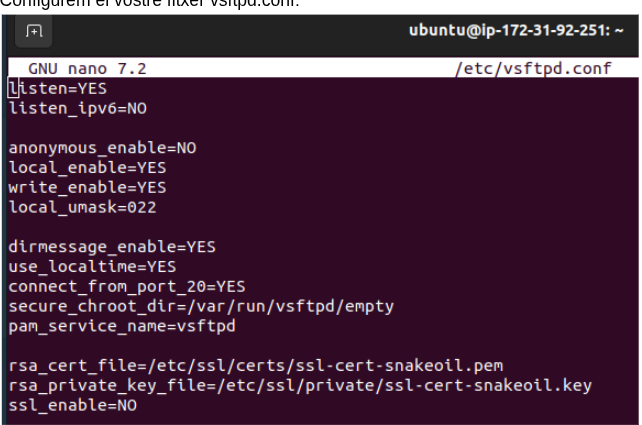 Configurem el vostre fitxer vsftpd.conf.
ubuntu@ip-172-31-92-251: ~
GNU nano 7.2 /etc/vsftpd.conf
listen=YES
listen_ipv6=NO
anonymous_enable=NO
local_enable=YES
write_enable=YES
local_umask=022
dirmessage_enable=YES
use_localtime=YES
connect_from_port_20=YES
secure_chroot_dir=/var/run/vsftpd/empty
pam_service_name=vsftpd
rsa_cert_file=/etc/ssl/certs/ssl-cert-snakeoil.pem
rsa_private_key_file=/etc/ssl/private/ssl-cert-snakeoil.key
ssl_enable=NO